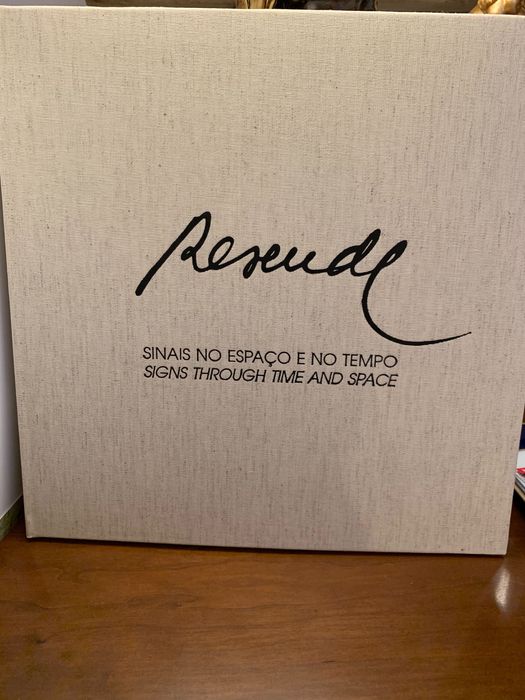 Resende
SINAIS NO ESPAÇO E NO TEMPO
SIGNS THROUGH TIME AND SPACE